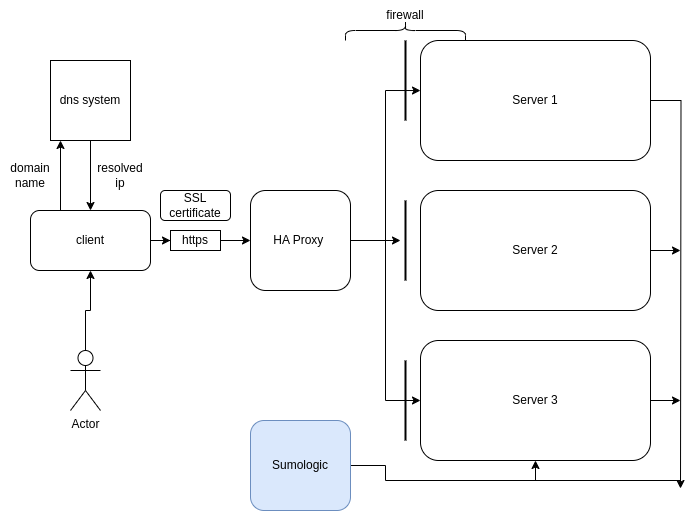 firewall
dns system
Server 1
domain
name
resolved
ip
SSL
certificate
client
https
HA Proxy
Server 2
Server 3
Actor
Sumologic